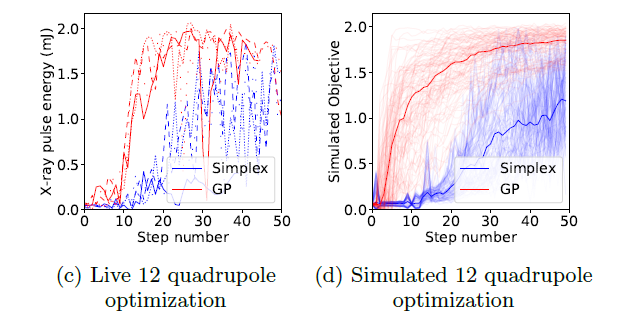 2.0
1.5
1.0
0.5
0.0
X-ray pulse energy (mJ)
0 10 20 30 40 50
Step number
Simplex
GP
(c) Live 12 quadrupole
optimization
2.0
1.5
1.0
0.5
0.0
Simulated Objective
0 10 20 30 40 50
Step number
Simplex
GP
(d) Simulated 12 quadrupole
optimization